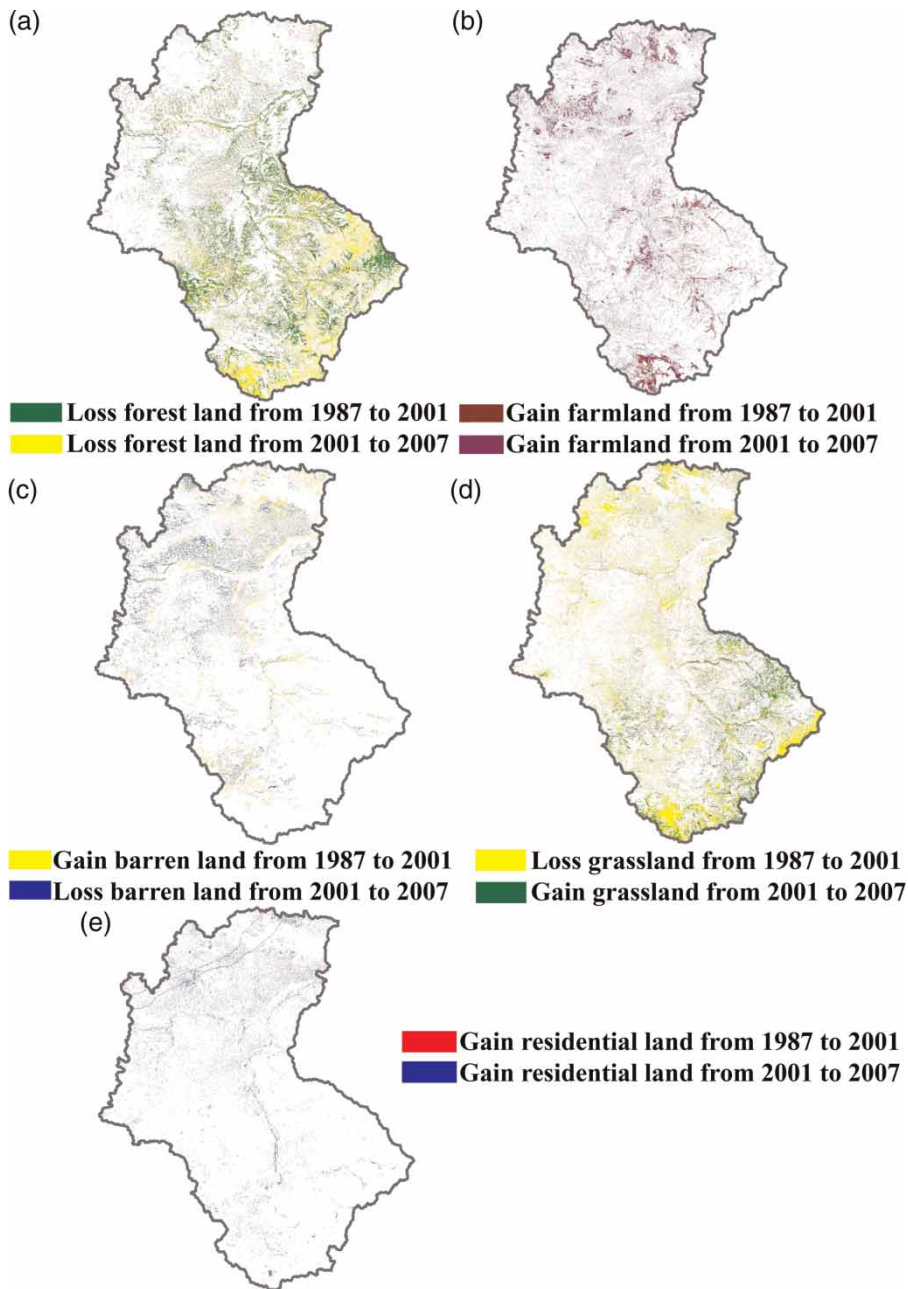 (a)
(b)
Loss forest land from 1987 to 2001
Gain farmland from 1987 to 2001
Loss forest land from 2001 to 2007
Gain farmland from 2001 to 2007
(c)
(d)
Gain barren land from 1987 to 2001
Loss grassland from 1987 to 2001
Loss barren land from 2001 to 2007
Gain grassland from 2001 to 2007
(e)
Gain residential land from 1987 to 2001
Gain residential land from 2001 to 2007